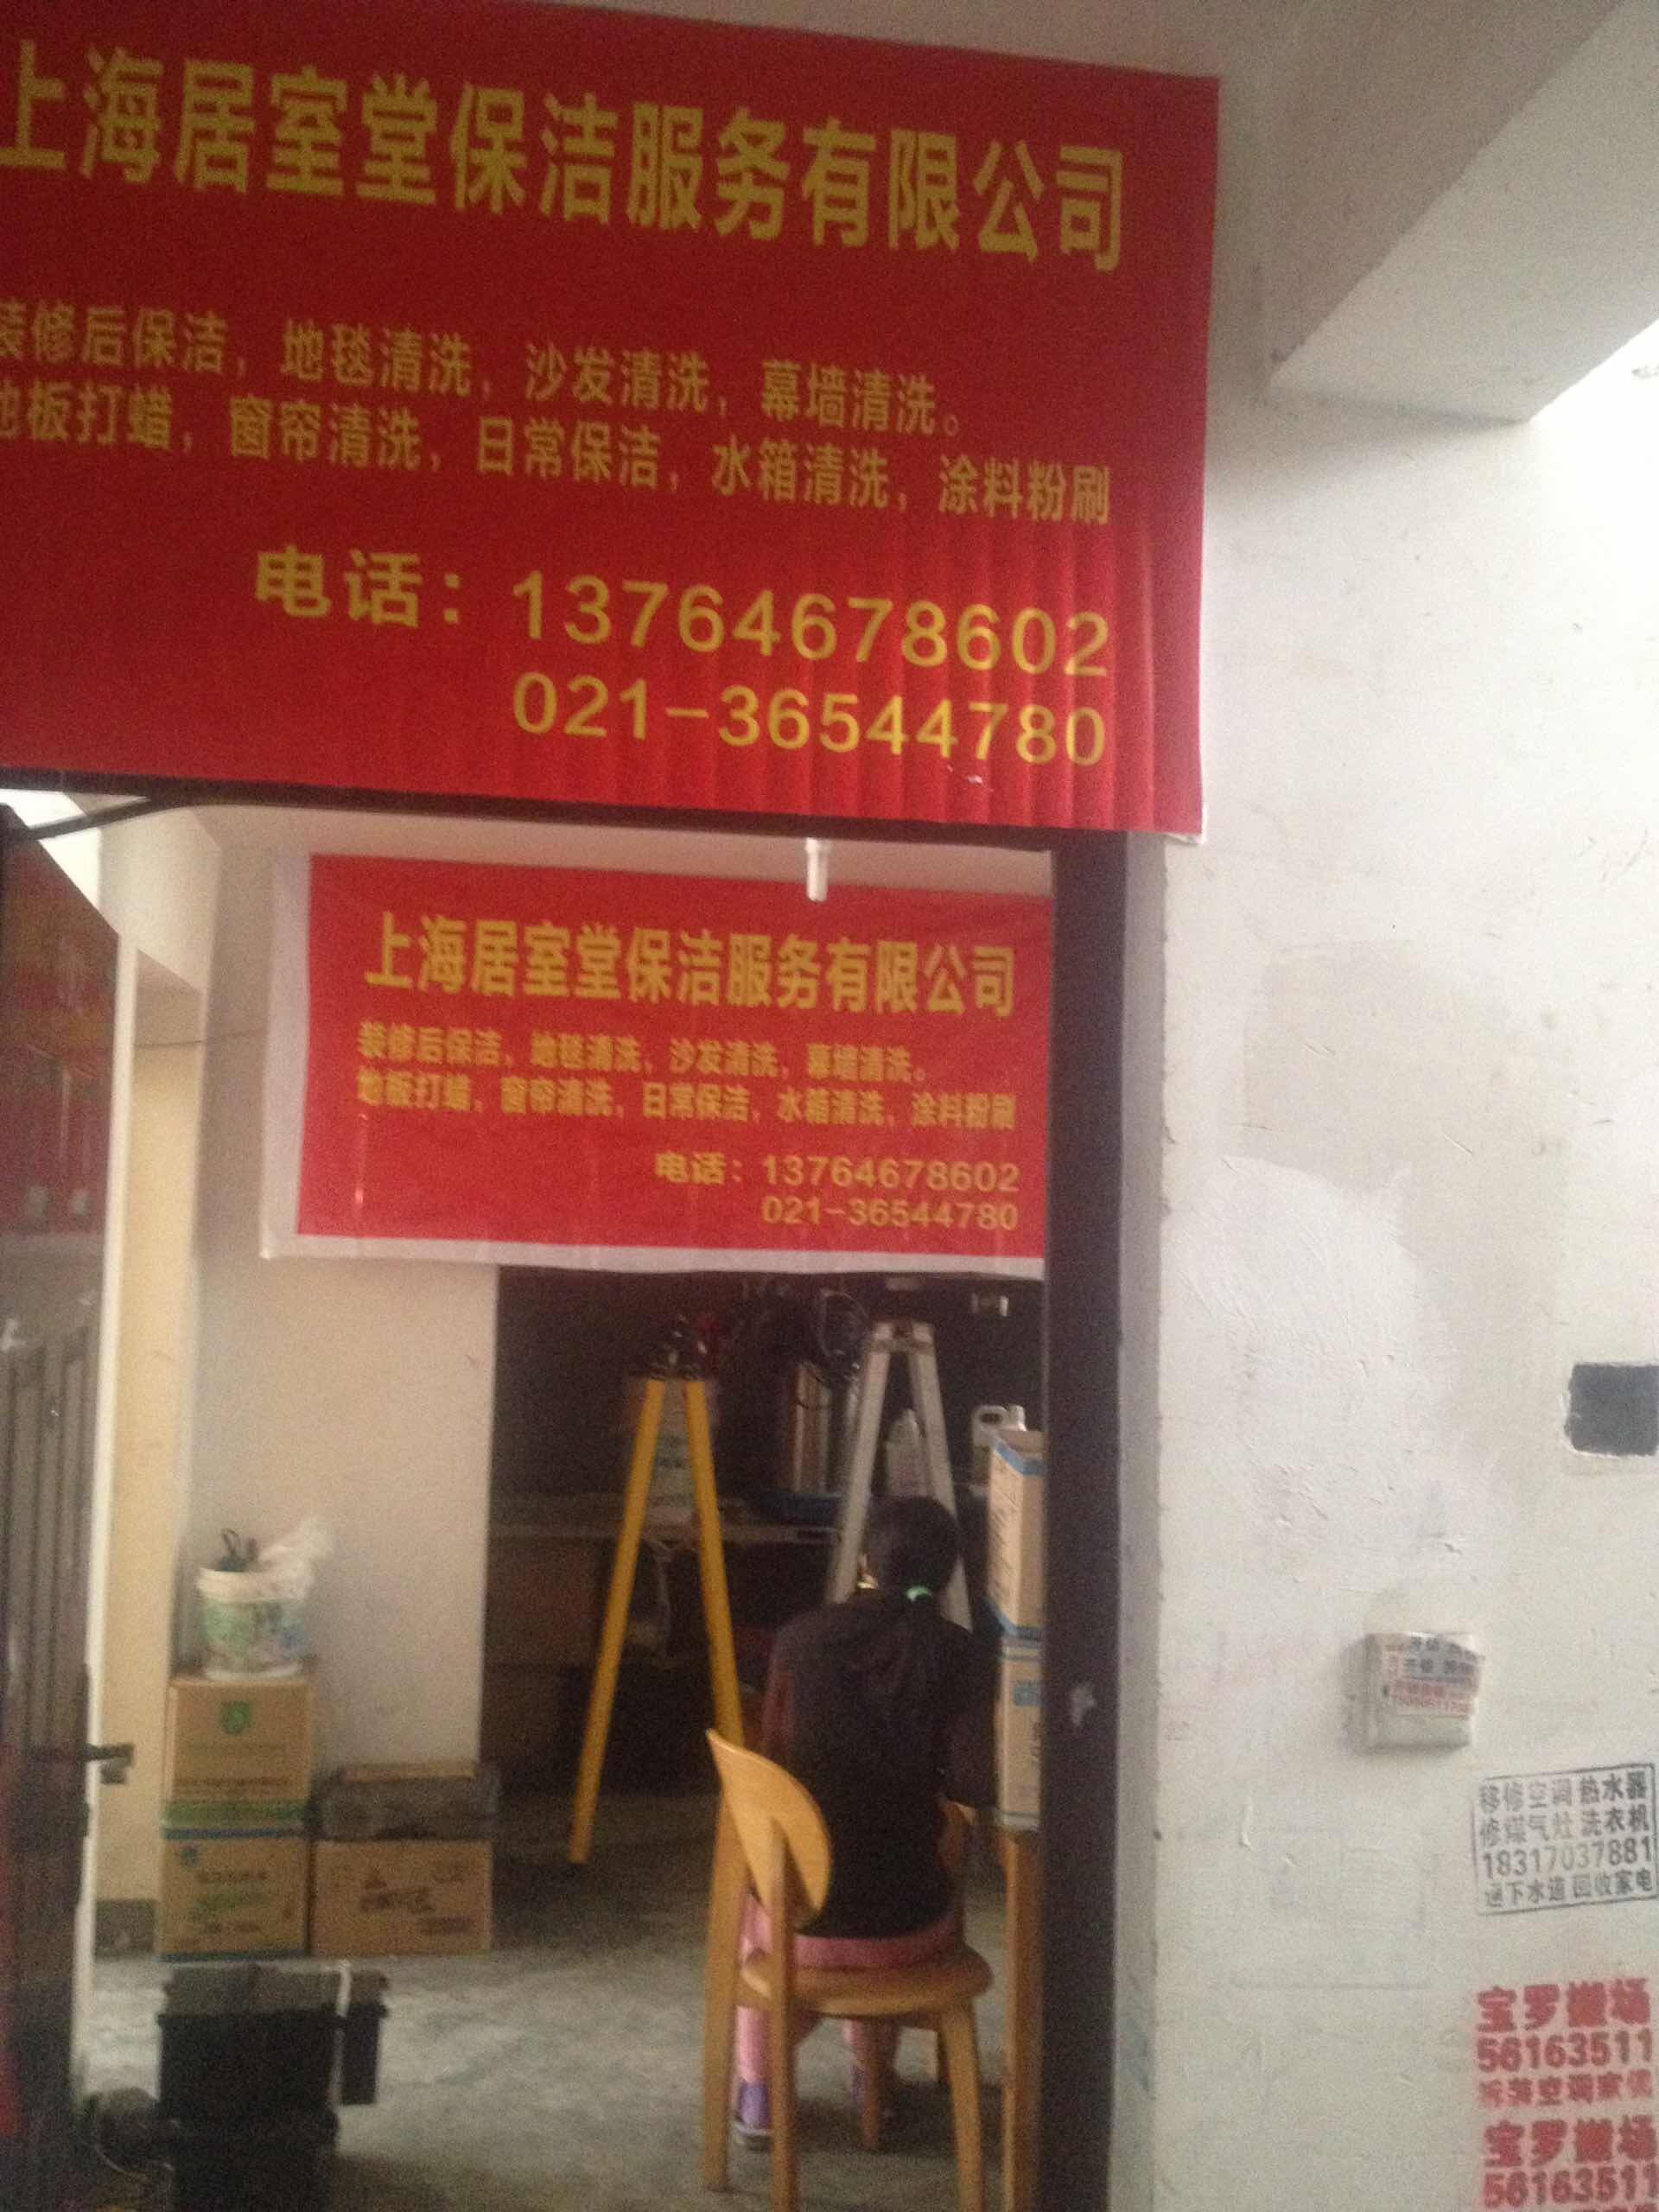 上海居室堂保洁服务有限公司
装修后保洁，地毯清洗，沙发清洗，幕墙清洗。
地板打蜡，窗帘清洗，日常保洁，水箱清洗，涂料粉刷
电话：13764678602
021-36544780
上海居室堂保洁服务有限公司
装修后保洁，地毯清洗，沙发清洗，幕墙清洗。
地板打蜡，窗帘清洗，日常保洁，水箱清洗，涂料粉刷
电话：13764678602
021-36544780
移修空调 热水器
修煤气灶 洗衣机
18317037881
通下水道 回收家电
宝罗搬场
56163511
拆装空调家俱
宝罗搬场
56163511